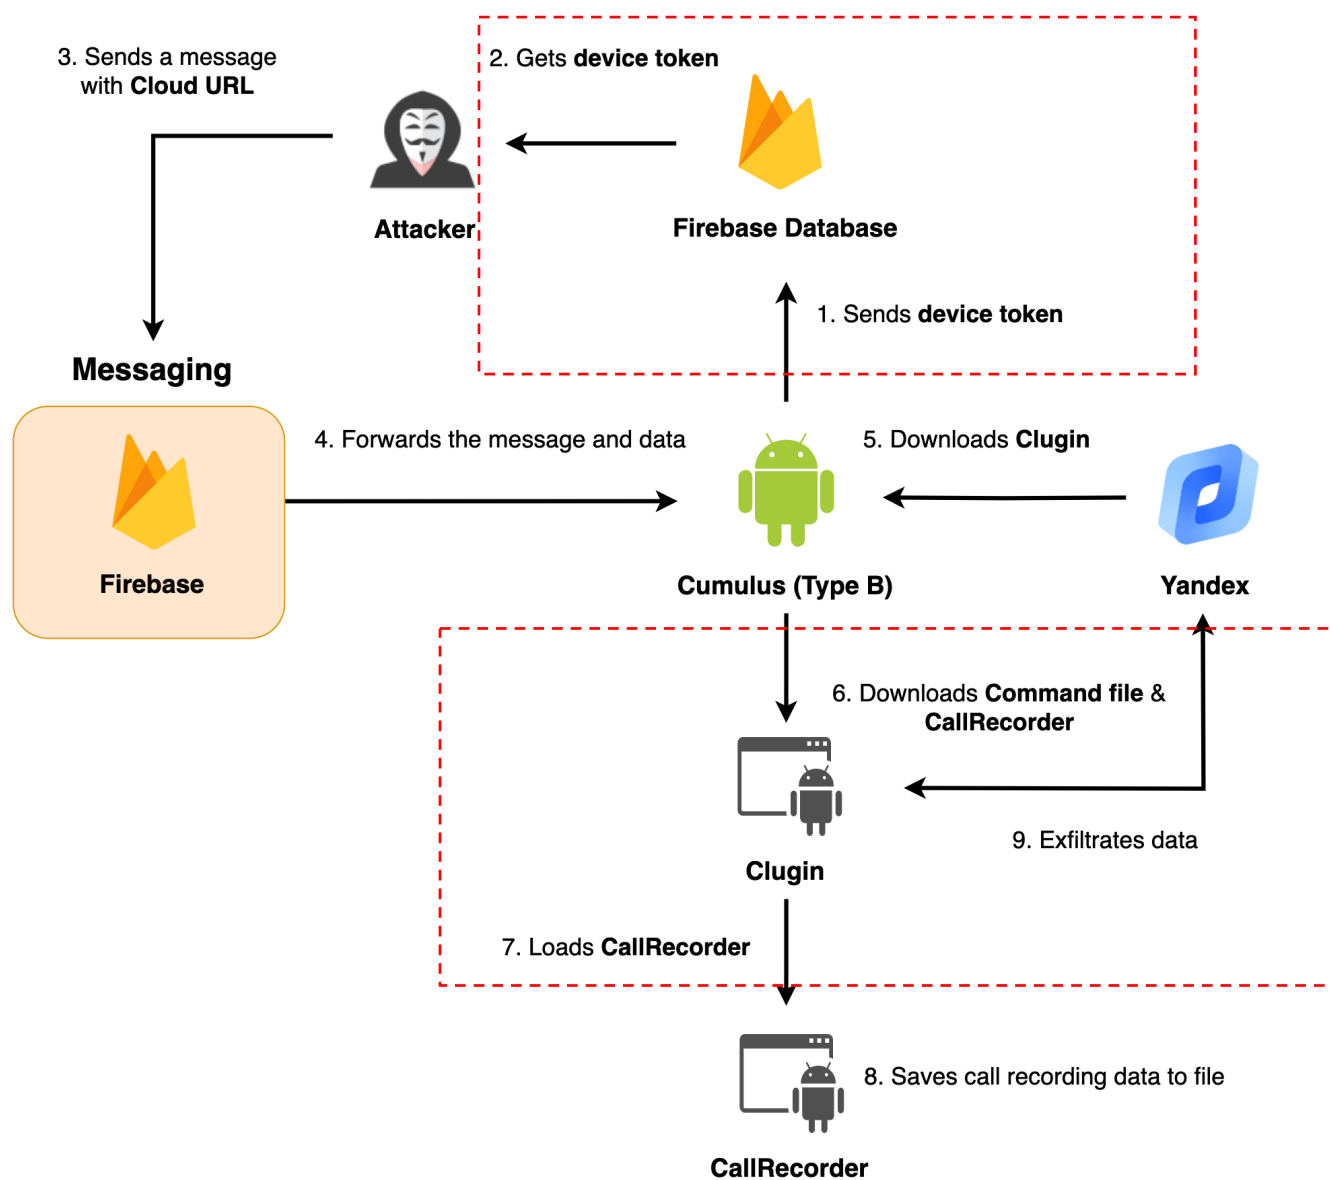 3. Sends a message
with Cloud URL
2. Gets device token
Attacker
Firebase Database
1. Sends device token
Messaging
4. Forwards the message and data
5. Downloads Clugin
Firebase
Cumulus (Type B)
Yandex
6. Downloads Command file &
CallRecorder
9. Exfiltrates data
Clugin
7. Loads CallRecorder
8. Saves call recording data to file
CallRecorder